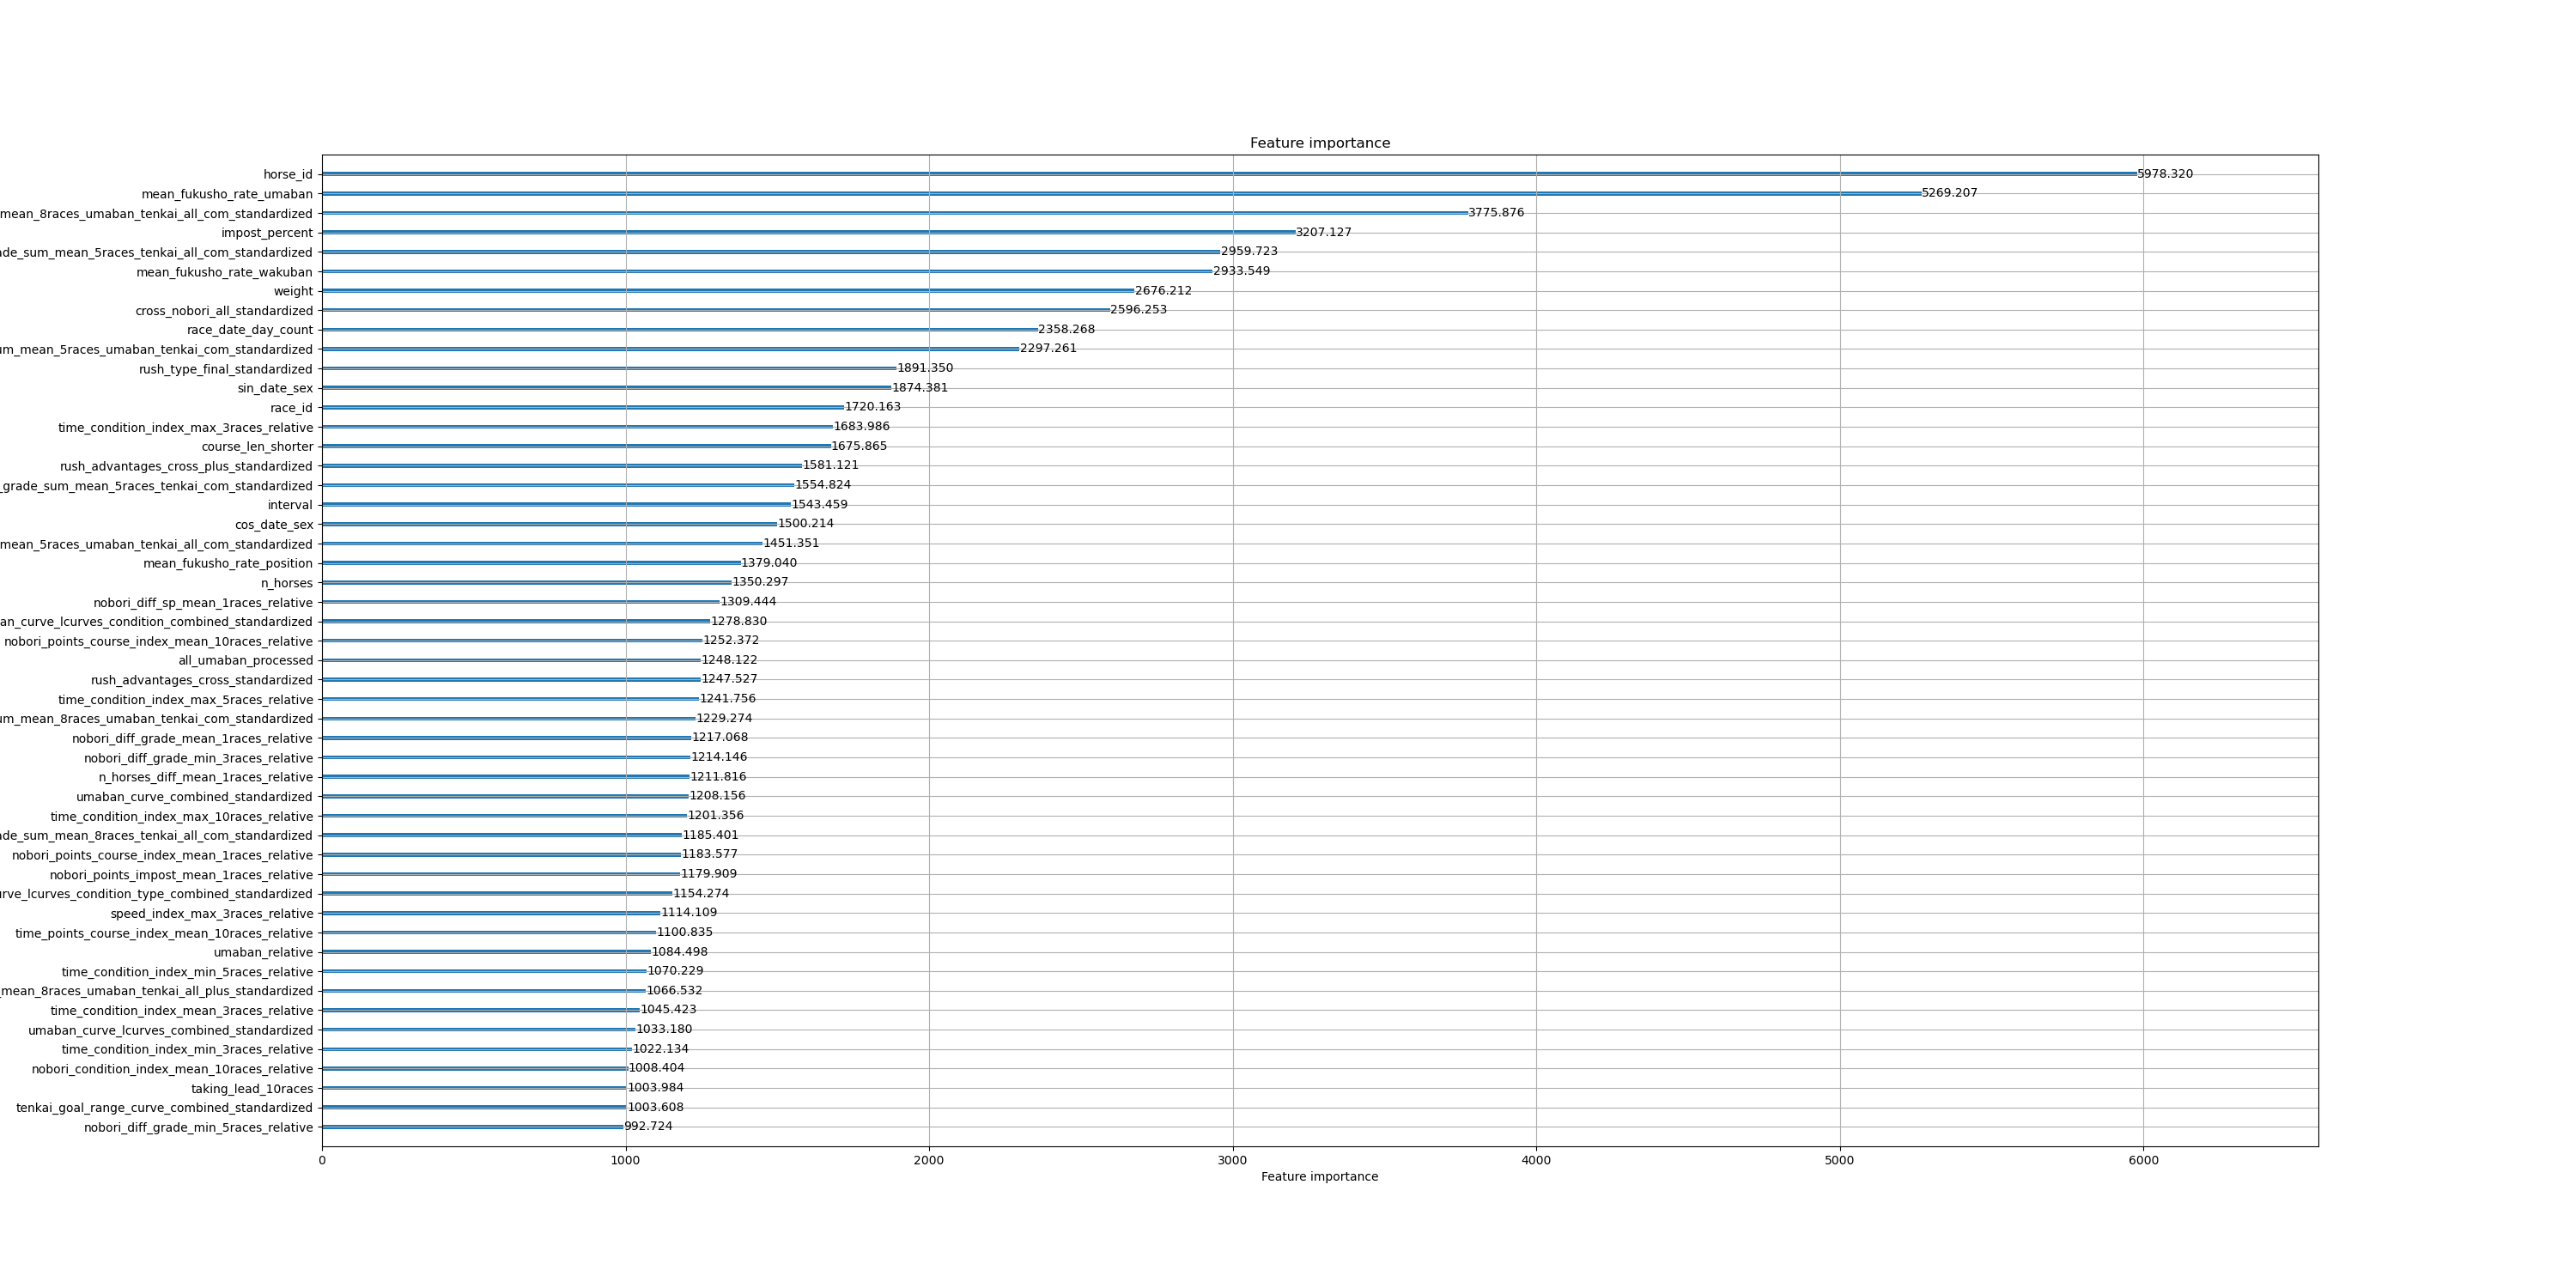 Feature importance
horse_id 5978.320
mean_fukusho_rate_umaban 5269.207
mean_8races_umaban_tenkai_all_com_standardized 3775.876
impost_percent 3207.127
de_sum_mean_5races_tenkai_all_com_standardized 2959.723
mean_fukusho_rate_wakuban 2933.549
weight 2676.212
cross_nobori_all_standardized 2596.253
race_date_day_count 2358.268
m_mean_5races_umaban_tenkai_com_standardized 2297.261
rush_type_final_standardized 1891.350
sin_date_sex 1874.381
race_id 1720.163
time_condition_index_max_3races_relative 1683.986
course_len_shorter 1675.865
rush_advantages_cross_plus_standardized 1581.121
_grade_sum_mean_5races_tenkai_com_standardized 1554.824
interval 1543.459
cos_date_sex 1500.214
mean_5races_umaban_tenkai_all_com_standardized 1451.351
mean_fukusho_rate_position 1379.040
n_horses 1350.297
nobori_diff_sp_mean_1races_relative 1309.444
an_curve_lcurves_condition_combined_standardized 1278.830
nobori_points_course_index_mean_10races_relative 1252.372
all_umaban_processed 1248.122
rush_advantages_cross_standardized 1247.527
time_condition_index_max_5races_relative 1241.756
m_mean_8races_umaban_tenkai_com_standardized 1229.274
nobori_diff_grade_mean_1races_relative 1217.068
nobori_diff_grade_min_3races_relative 1214.146
n_horses_diff_mean_1races_relative 1211.816
umaban_curve_combined_standardized 1208.156
time_condition_index_max_10races_relative 1201.356
de_sum_mean_8races_tenkai_all_com_standardized 1185.401
nobori_points_course_index_mean_1races_relative 1183.577
nobori_points_impost_mean_1races_relative 1179.909
rve_lcurves_condition_type_combined_standardized 1154.274
speed_index_max_3races_relative 1114.109
time_points_course_index_mean_10races_relative 1100.835
umaban_relative 1084.498
time_condition_index_min_5races_relative 1070.229
_mean_8races_umaban_tenkai_all_plus_standardized 1066.532
time_condition_index_mean_3races_relative 1045.423
umaban_curve_lcurves_combined_standardized 1033.180
time_condition_index_min_3races_relative 1022.134
nobori_condition_index_mean_10races_relative 1008.404
taking_lead_10races 1003.984
tenkai_goal_range_curve_combined_standardized 1003.608
nobori_diff_grade_min_5races_relative 992.724
0 1000 2000 3000 4000 5000 6000
Feature importance